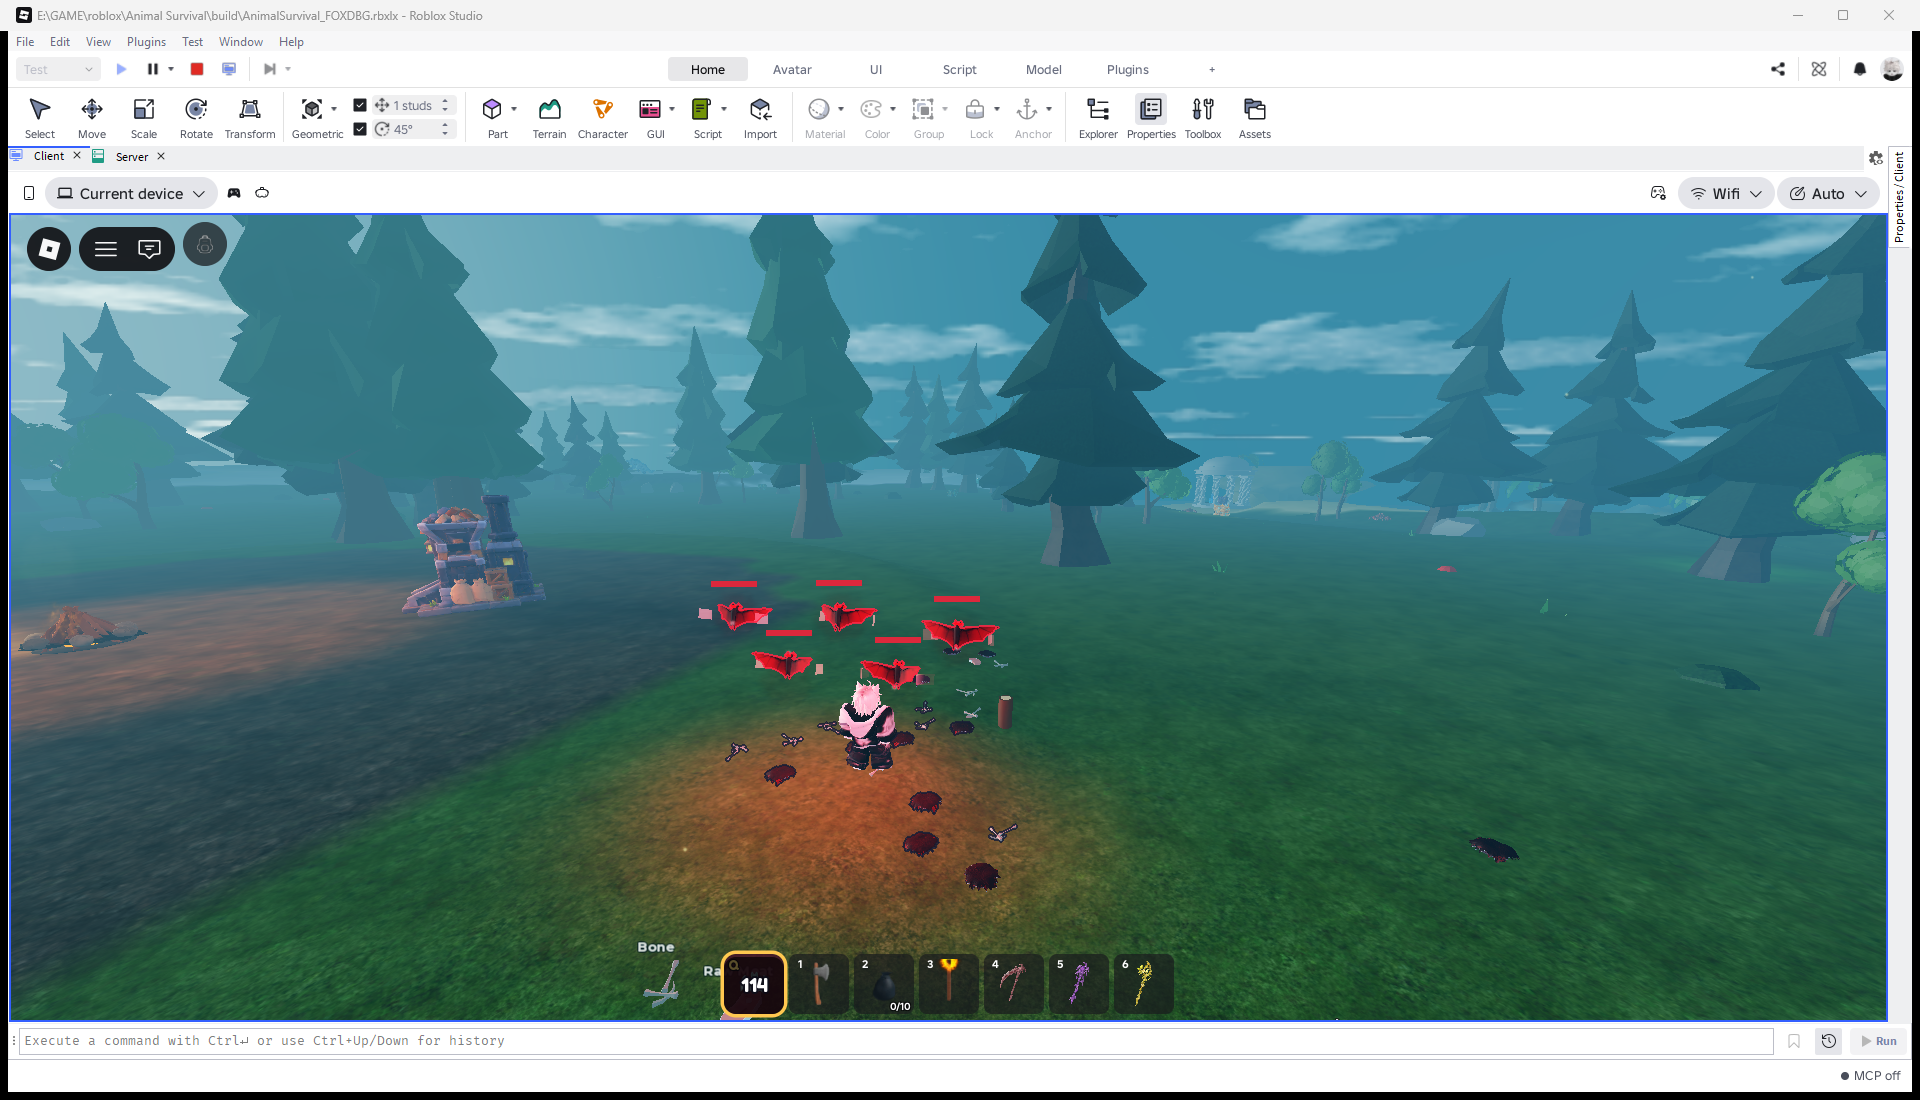 E:\GAME\roblox\Animal Survival\build\AnimalSurvival_FOXDBG.rbxlx - Roblox Studio
File Edit View Plugins Test Window Help
Test
Home Avatar UI Script Model Plugins +
1 studs
45°
Select Move Scale Rotate Transform Geometric Part Terrain Character GUI Script Import Material Color Group Lock Anchor Explorer Properties Toolbox Assets
Client Server
Properties / Client
Current device
Wifi
Auto
Bone
Ra
Q
114
1
2
0/10
3
4
5
6
Execute a command with Ctrl↵ or use Ctrl+Up/Down for history
Run
MCP off